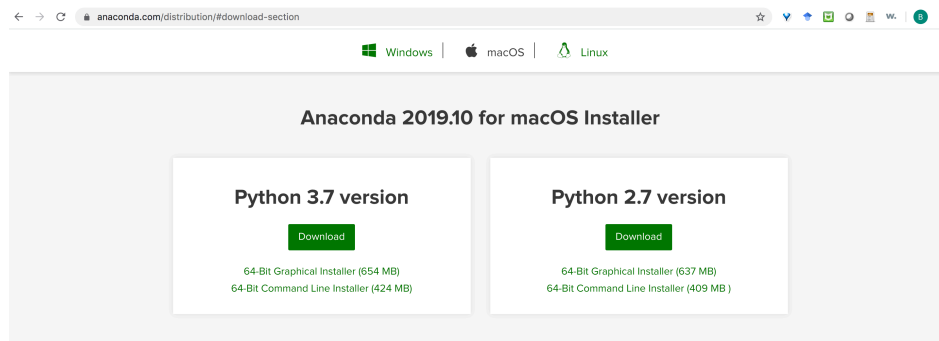 anaconda.com/distribution/#download-section
w.
B
Windows | macOS | Linux
Anaconda 2019.10 for macOS Installer
Python 3.7 version
Download
64-Bit Graphical Installer (654 MB)
64-Bit Command Line Installer (424 MB)
Python 2.7 version
Download
64-Bit Graphical Installer (637 MB)
64-Bit Command Line Installer (409 MB )